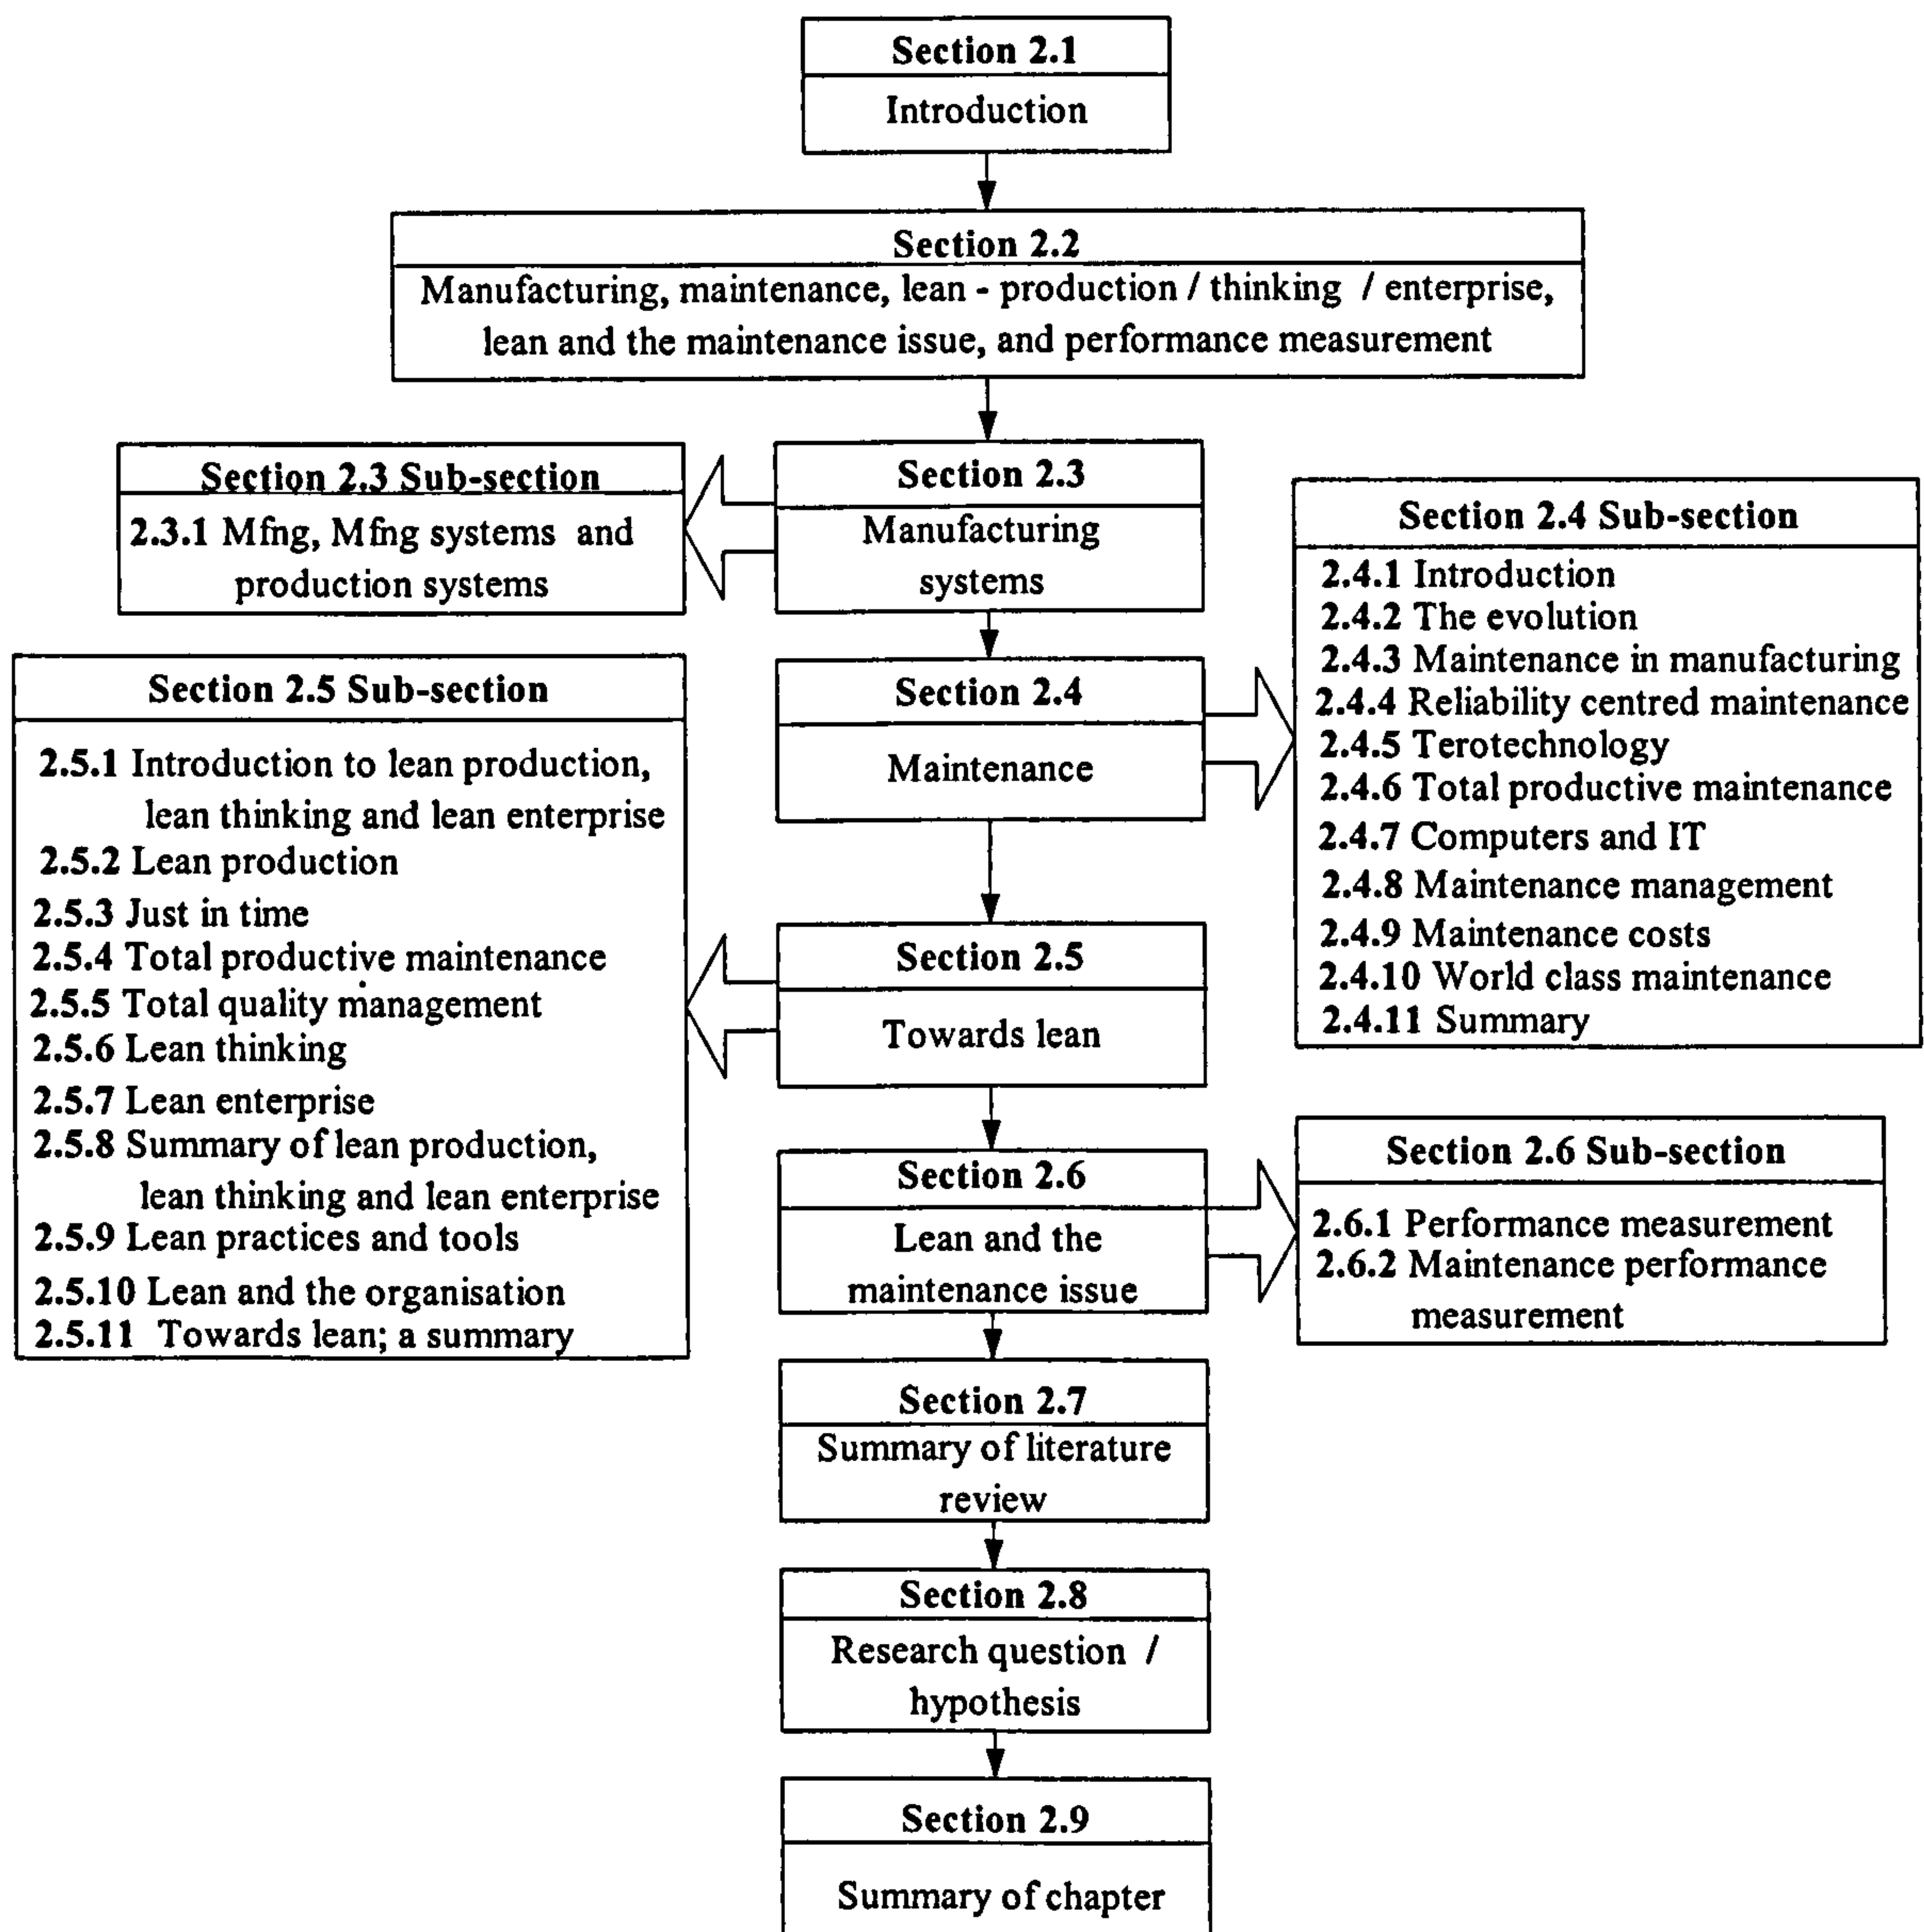 Section 2.1
Introduction
Section 2.2
Manufacturing, maintenance, lean - production / thinking / enterprise,
lean and the maintenance issue, and performance measurement
Section 2.3 Sub-section
2.3.1 Mfng, Mfng systems and
production systems
Section 2.3
Manufacturing
systems
Section 2.4
Maintenance
Section 2.4 Sub-section
2.4.1 Introduction
2.4.2 The evolution
2.4.3 Maintenance in manufacturing
2.4.4 Reliability centred maintenance
2.4.5 Terotechnology
2.4.6 Total productive maintenance
2.4.7 Computers and IT
2.4.8 Maintenance management
2.4.9 Maintenance costs
2.4.10 World class maintenance
2.4.11 Summary
Section 2.5 Sub-section
2.5.1 Introduction to lean production,
lean thinking and lean enterprise
2.5.2 Lean production
2.5.3 Just in time
2.5.4 Total productive maintenance
2.5.5 Total quality management
2.5.6 Lean thinking
2.5.7 Lean enterprise
2.5.8 Summary of lean production,
lean thinking and lean enterprise
2.5.9 Lean practices and tools
2.5.10 Lean and the organisation
2.5.11 Towards lean; a summary
Section 2.5
Towards lean
Section 2.6
Lean and the
maintenance issue
Section 2.6 Sub-section
2.6.1 Performance measurement
2.6.2 Maintenance performance
measurement
Section 2.7
Summary of literature
review
Section 2.8
Research question /
hypothesis
Section 2.9
Summary of chapter